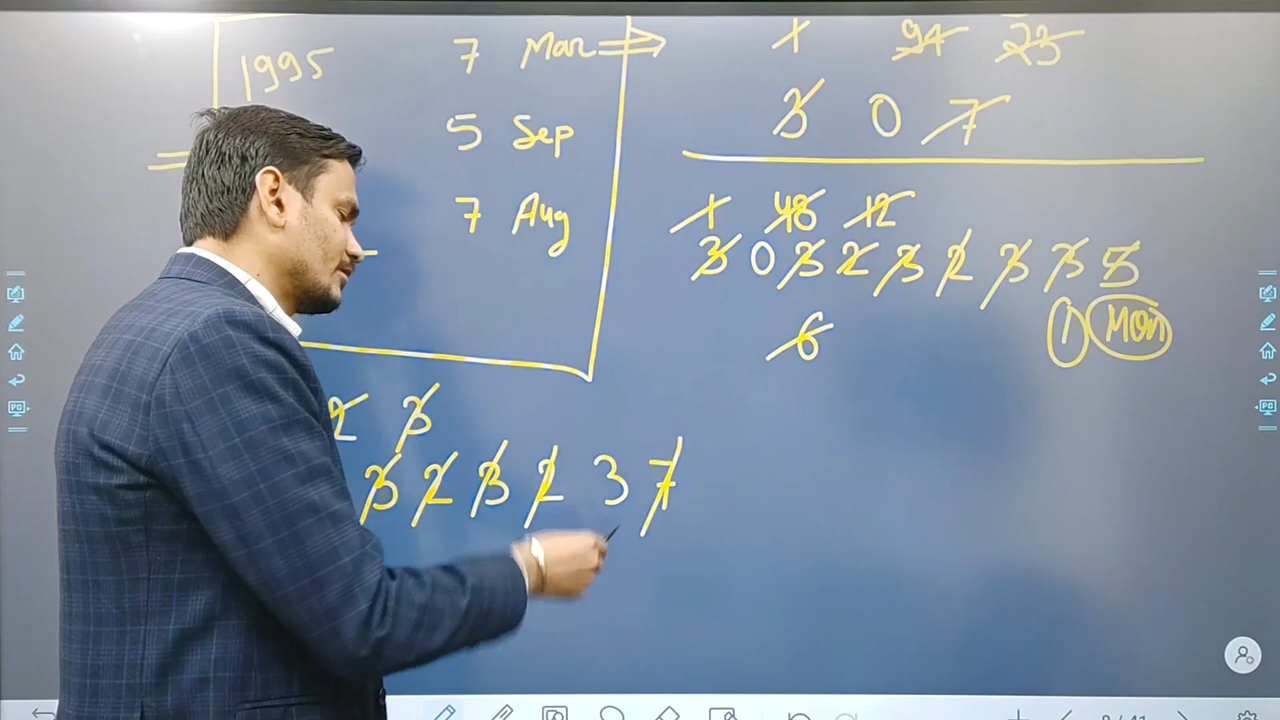 1995 7 Mar ⇒ 1 94 23
5 Sep 3 0 7
7 Aug 1 48 12
3 0 3 2 3 2 3 3 5
6 1 Mon
2 3
3 2 3 2 3 7